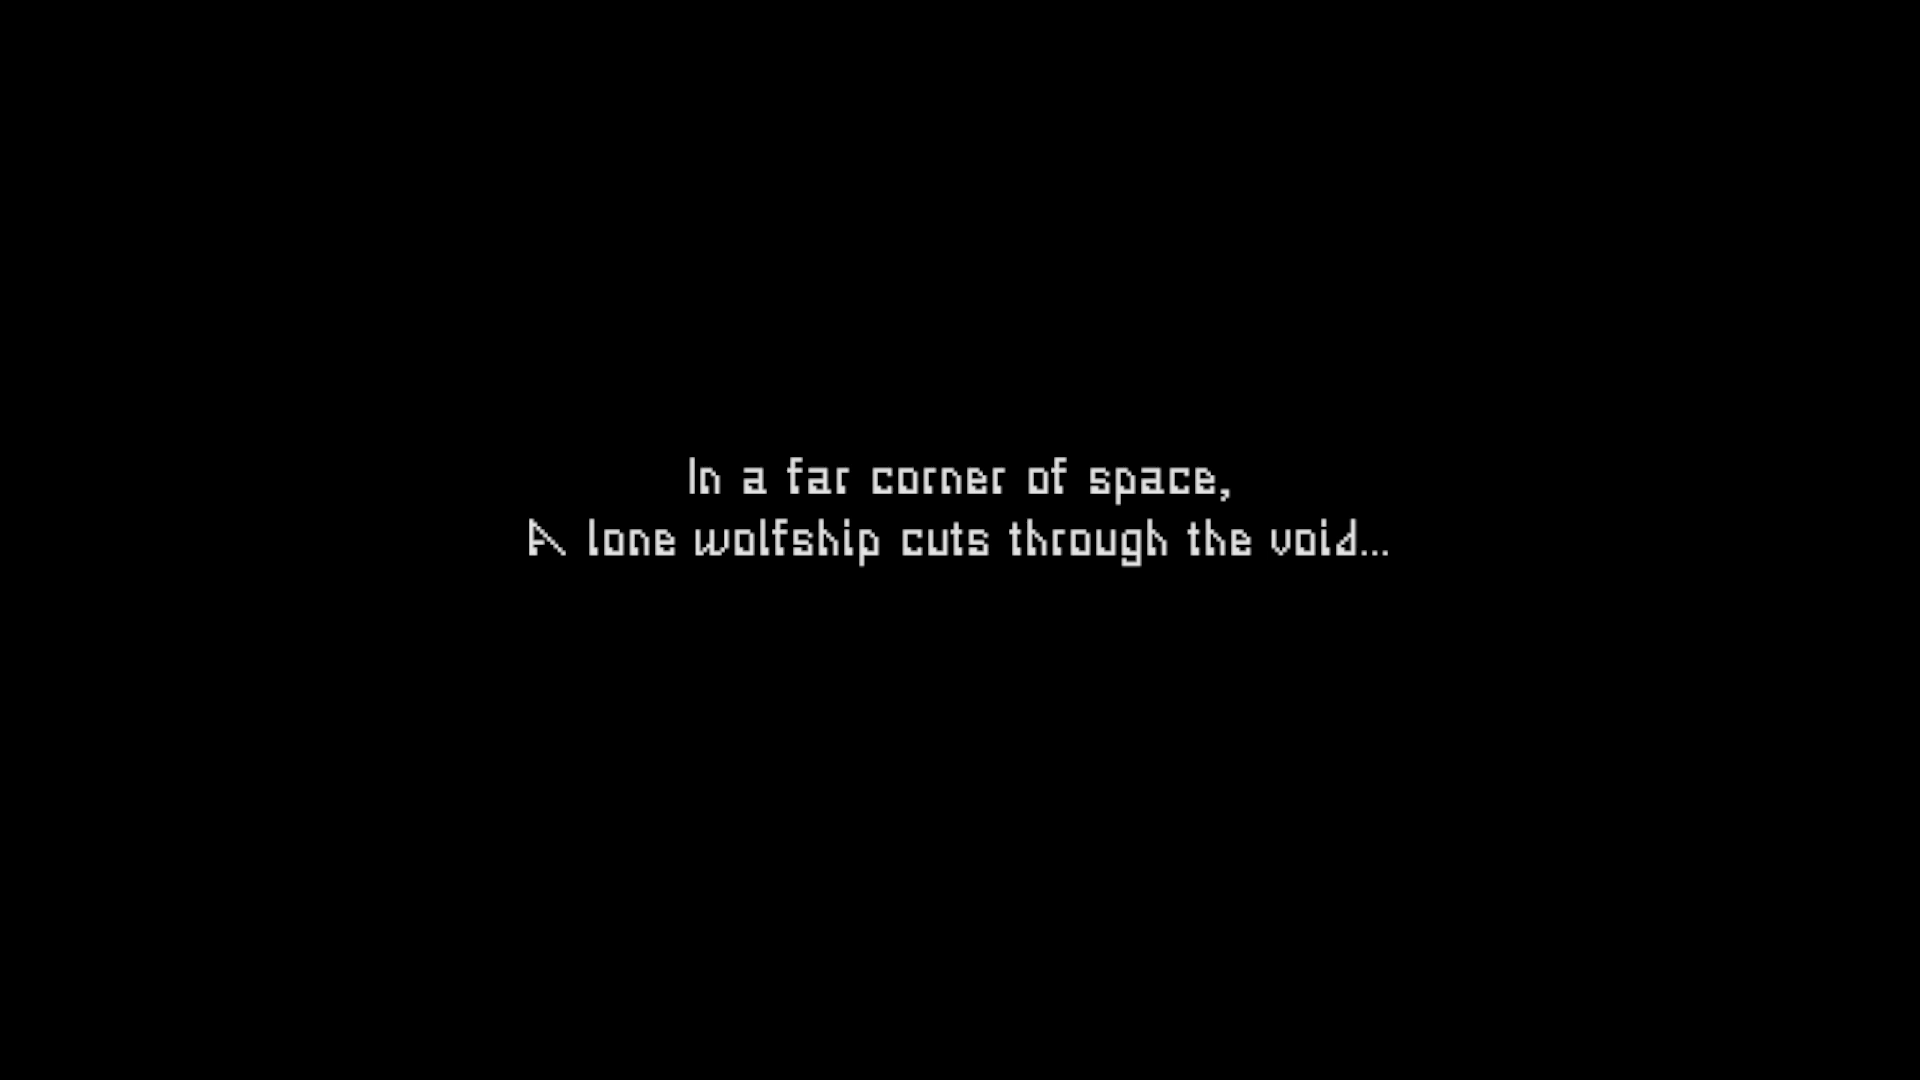 In a far corner of space,
A lone wolfship cuts through the void...